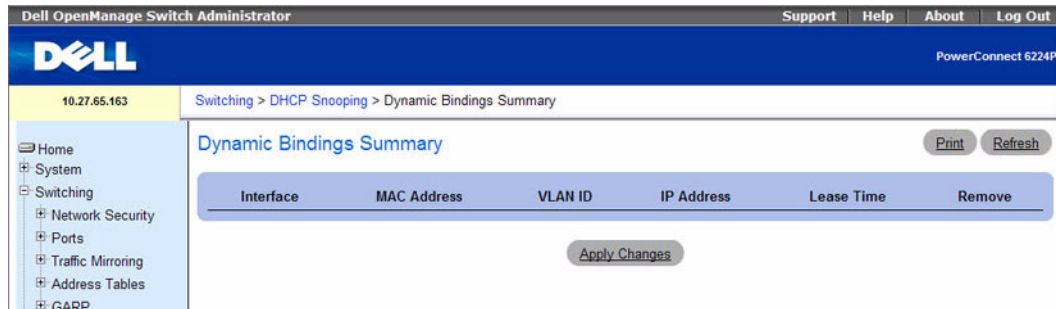 Dell OpenManage Switch Administrator
Support Help About Log Out
DELL
PowerConnect 6224P
10.27.65.163
Switching > DHCP Snooping > Dynamic Bindings Summary
Home
System
Switching
Network Security
Ports
Traffic Mirroring
Address Tables
GARP
Dynamic Bindings Summary
Print Refresh
Interface MAC Address VLAN ID IP Address Lease Time Remove
Apply Changes